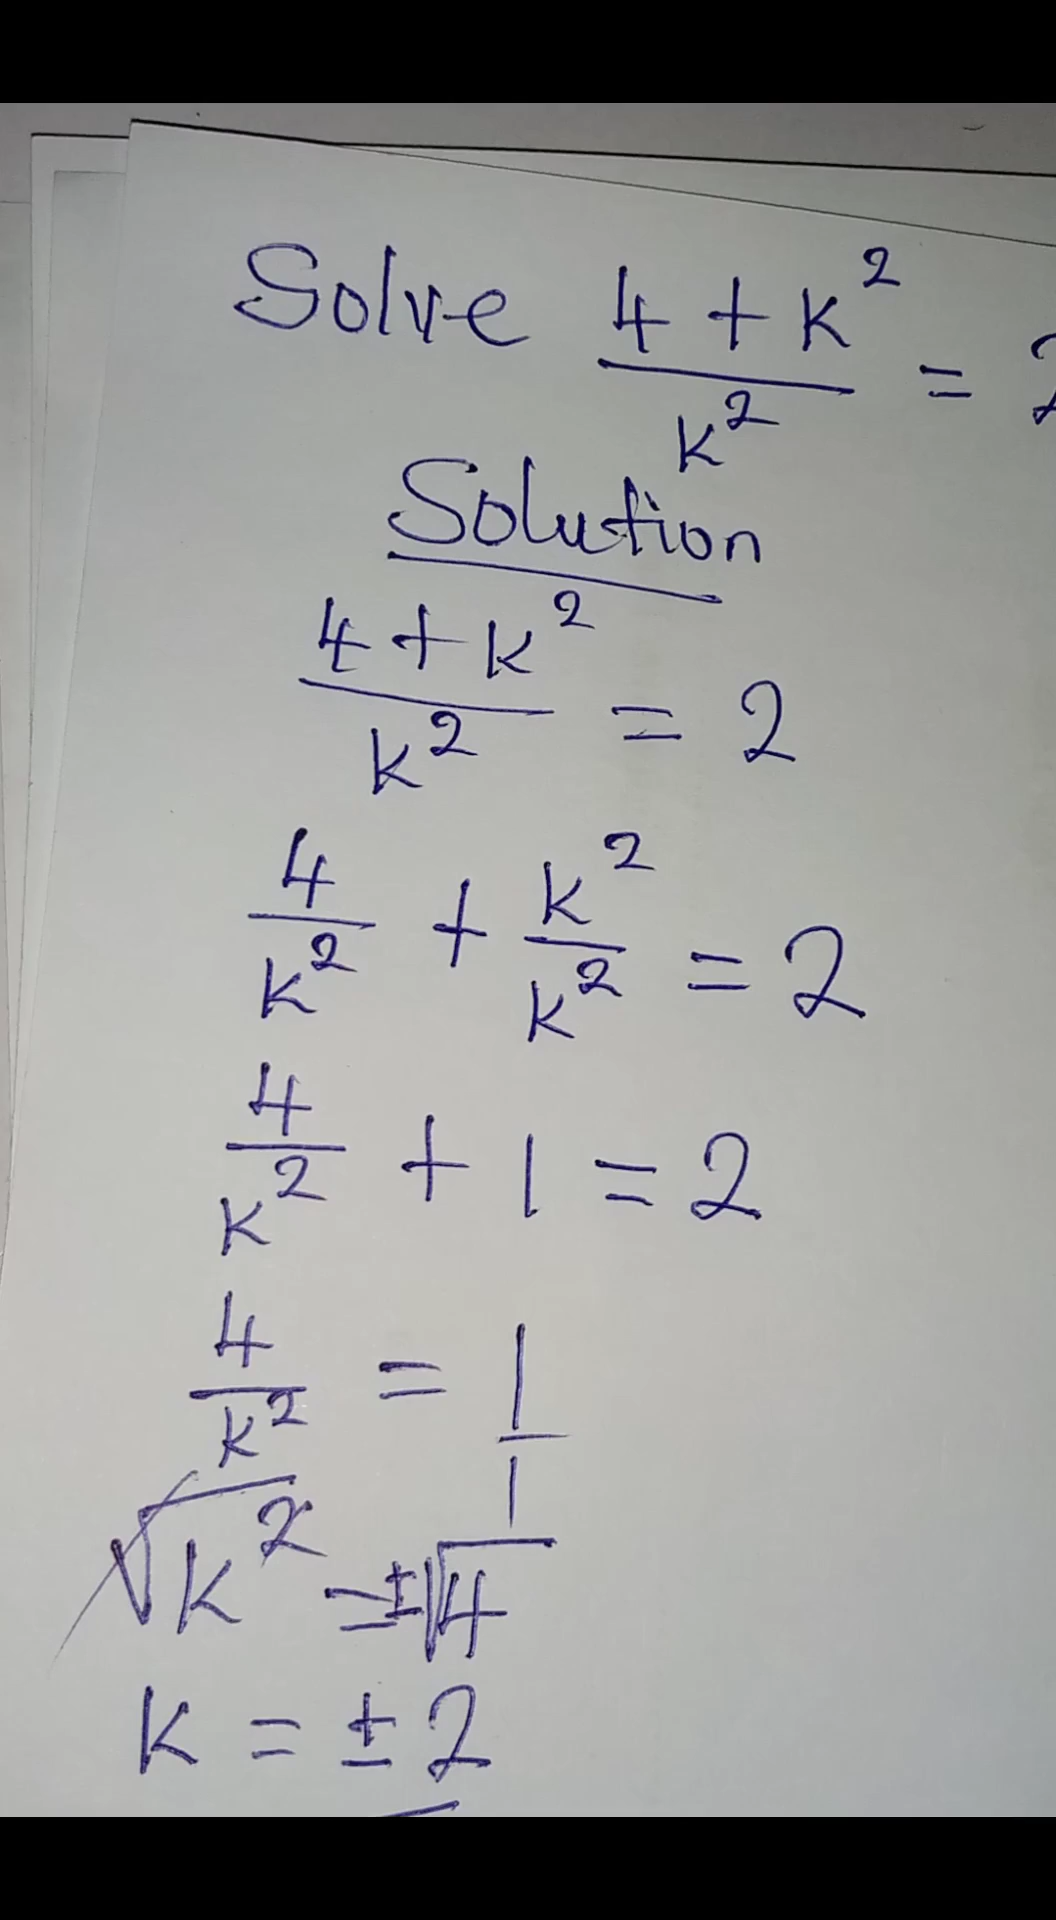 Solve (4 + K²)/K² = 2
Solution
(4 + K²)/K² = 2
4/K² + K²/K² = 2
4/K² + 1 = 2
4/K² = 1/1
√K² = ±√4
K = ± 2